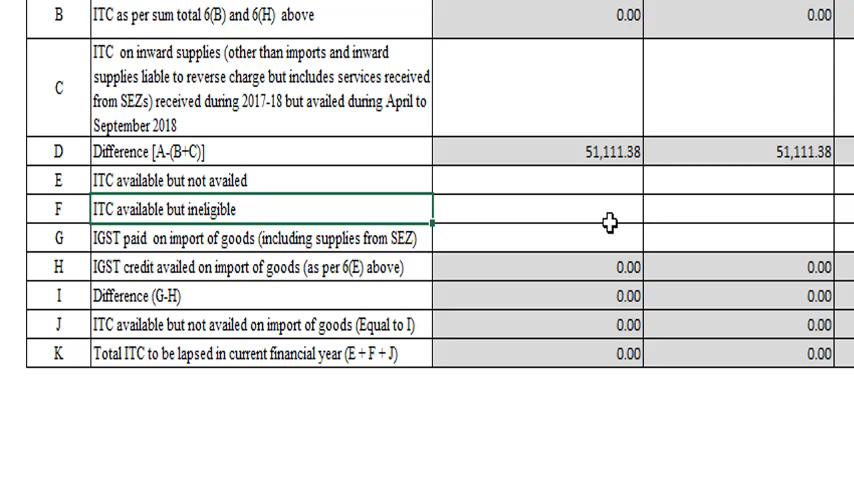 B ITC as per sum total 6(B) and 6(H) above 0.00 0.00
C ITC on inward supplies (other than imports and inward
supplies liable to reverse charge but includes services received
from SEZs) received during 2017-18 but availed during April to
September 2018
D Difference [A-(B+C)] 51,111.38 51,111.38
E ITC available but not availed
F ITC available but ineligible
G IGST paid on import of goods (including supplies from SEZ)
H IGST credit availed on import of goods (as per 6(E) above) 0.00 0.00
I Difference (G-H) 0.00 0.00
J ITC available but not availed on import of goods (Equal to I) 0.00 0.00
K Total ITC to be lapsed in current financial year (E + F + J) 0.00 0.00